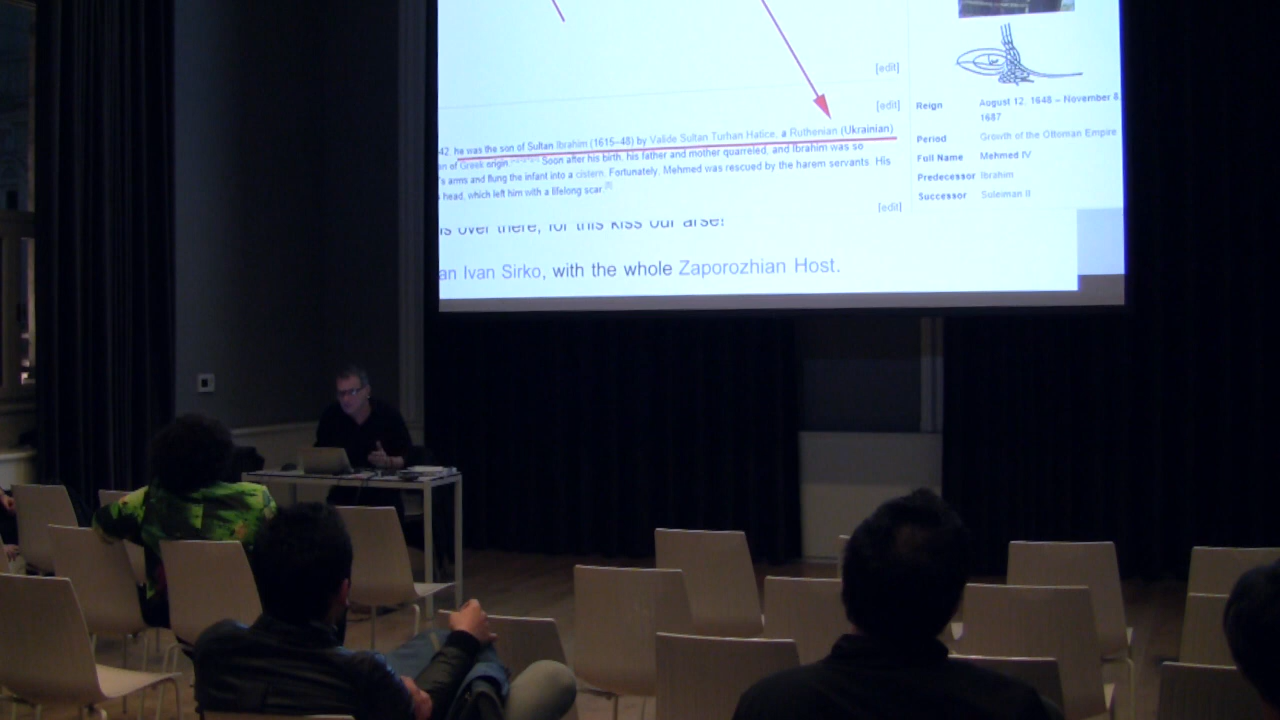 [edit]
[edit]
42, he was the son of Sultan Ibrahim (1615–48) by Valide Sultan Turhan Hatice, a Ruthenian (Ukrainian)
an of Greek origin. Soon after his birth, his father and mother quarreled, and Ibrahim was so
's arms and flung the infant into a cistern. Fortunately, Mehmed was rescued by the harem servants. His
head, which left him with a lifelong scar.
[edit]
is over there, for this kiss our arse!
an Ivan Sirko, with the whole Zaporozhian Host.
Reign August 12, 1648 – November 8,
1687
Period Growth of the Ottoman Empire
Full Name Mehmed IV
Predecessor Ibrahim
Successor Suleiman II